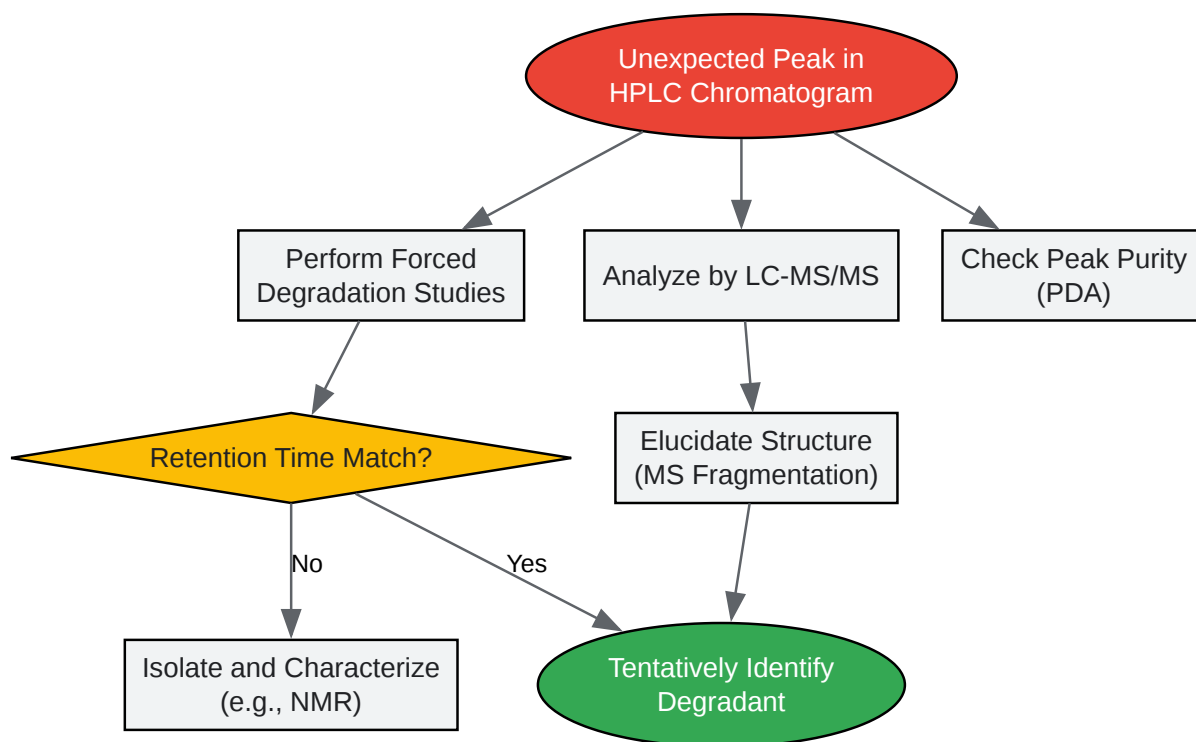 Unexpected Peak in
HPLC Chromatogram
Perform Forced
Degradation Studies
Analyze by LC-MS/MS
Check Peak Purity
(PDA)
Retention Time Match?
Elucidate Structure
(MS Fragmentation)
No
Yes
Isolate and Characterize
(e.g., NMR)
Tentatively Identify
Degradant